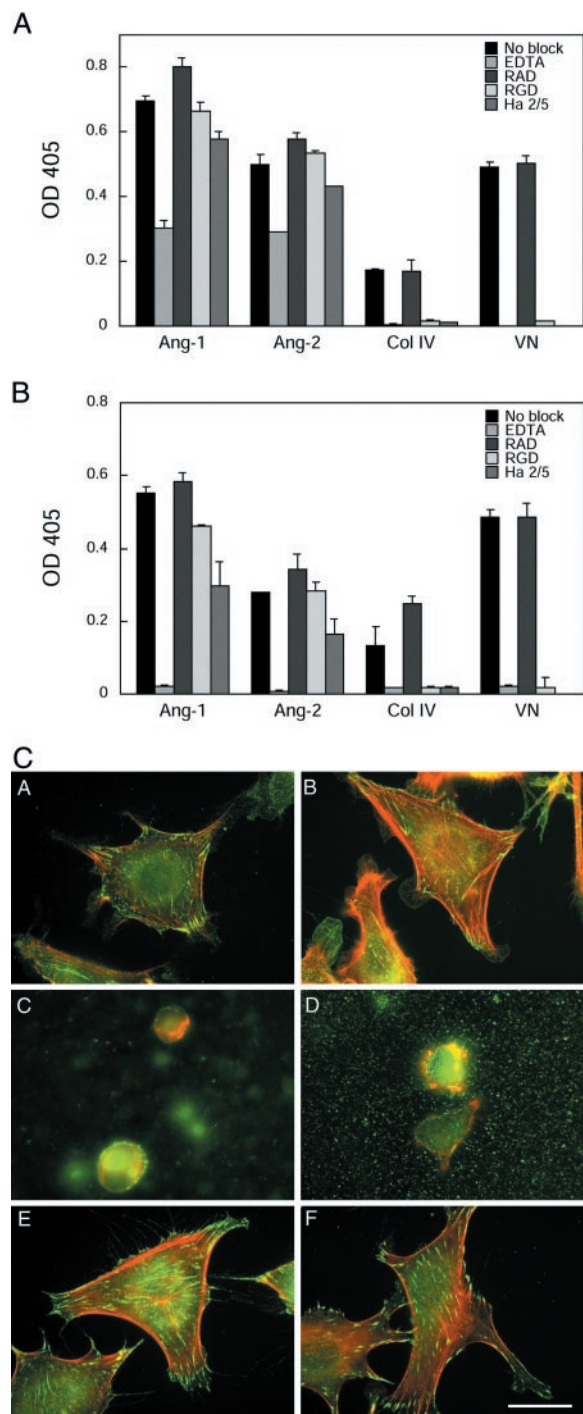 A
No block
EDTA
RAD
RGD
Ha 2/5
0.8
0.6
0.4
0.2
0
OD 405
Ang-1 Ang-2 Col IV VN
B
No block
EDTA
RAD
RGD
Ha 2/5
0.8
0.6
0.4
0.2
0
OD 405
Ang-1 Ang-2 Col IV VN
C
A B
C D
E F